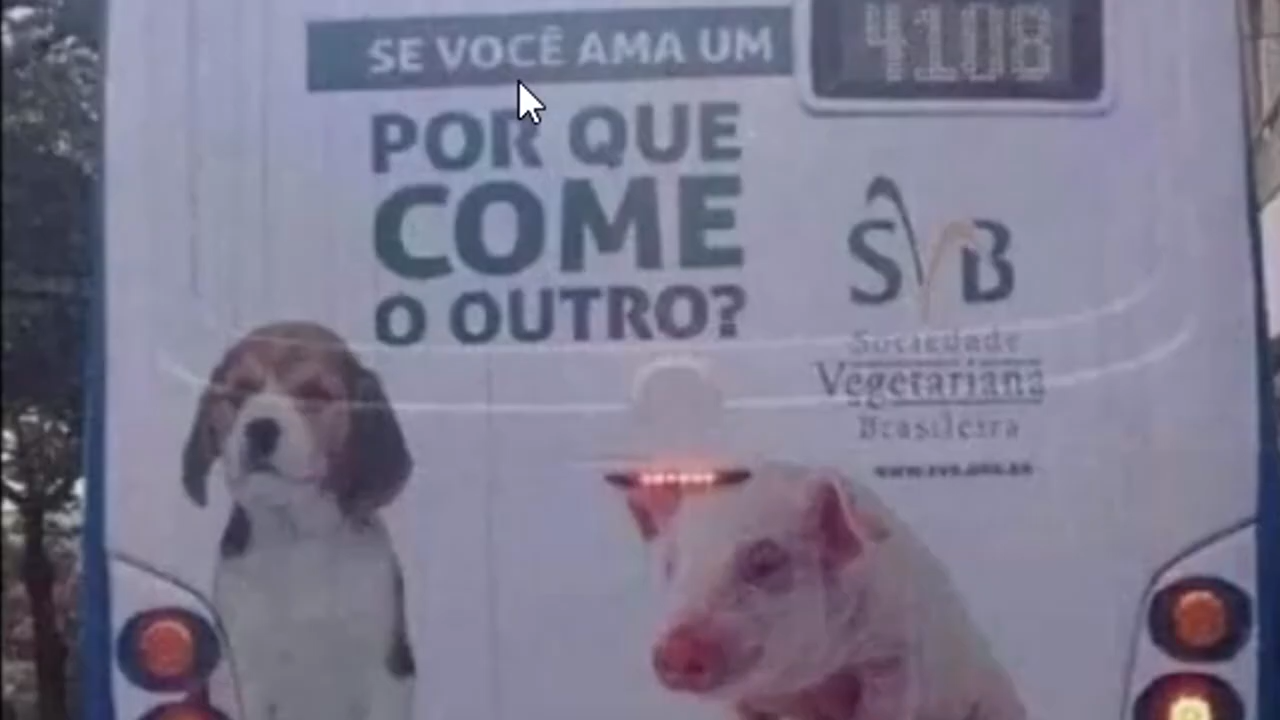 SE VOCÊ AMA UM
4108
POR QUE
COME
O OUTRO?
SVB
Sociedade
Vegetariana
Brasileira